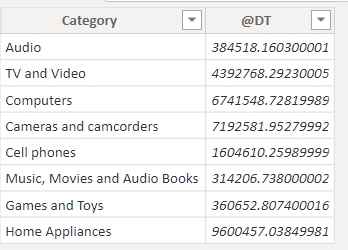 Category @DT
Audio 384518.160300001
TV and Video 4392768.29230005
Computers 6741548.72819989
Cameras and camcorders 7192581.95279992
Cell phones 1604610.25989999
Music, Movies and Audio Books 314206.738000002
Games and Toys 360652.807400016
Home Appliances 9600457.03849981